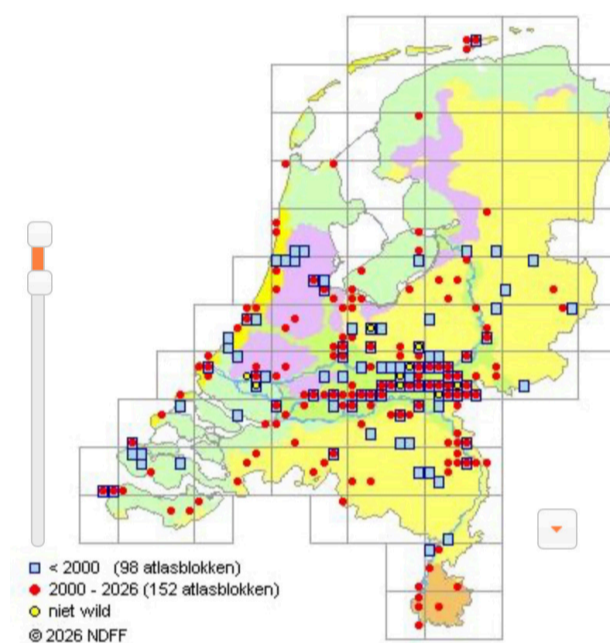 < 2000 (98 atlasblokken)
2000 - 2026 (152 atlasblokken)
niet wild
© 2026 NDFF